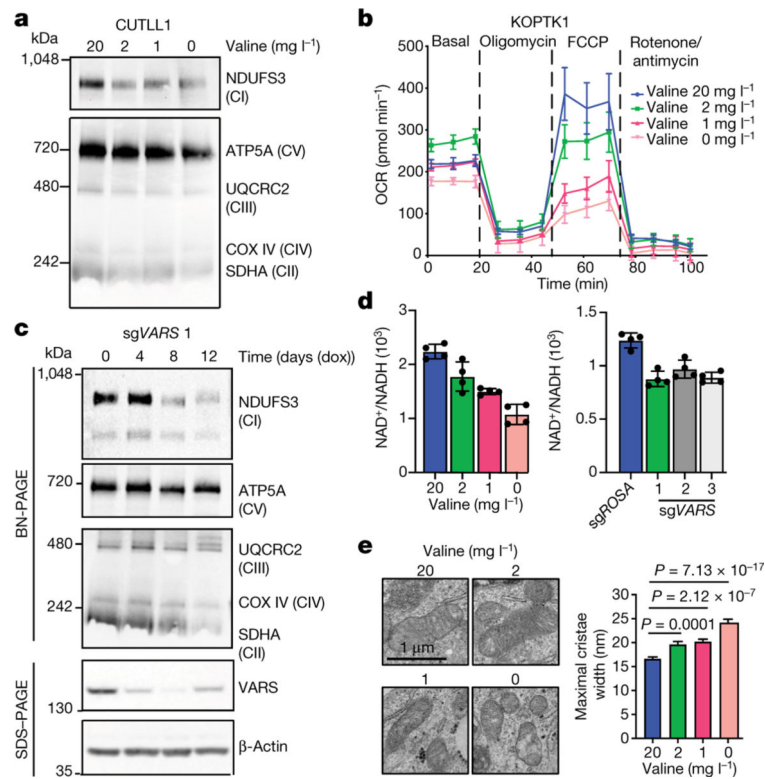 a
CUTLL1
kDa 20 2 1 0 Valine (mg l⁻¹)
1,048
NDUFS3
(CI)
720 ATP5A (CV)
480 UQCRC2
(CIII)
COX IV (CIV)
242 SDHA (CII)
b
KOPTK1
Basal Oligomycin FCCP Rotenone/
antimycin
OCR (pmol min⁻¹)
500
400
300
200
100
0
0 20 40 60 80 100
Time (min)
Valine 20 mg l⁻¹
Valine 2 mg l⁻¹
Valine 1 mg l⁻¹
Valine 0 mg l⁻¹
c
sgVARS 1
kDa 0 4 8 12 Time (days (dox))
1,048
NDUFS3
(CI)
720 ATP5A
(CV)
480 UQCRC2
(CIII)
242 COX IV (CIV)
SDHA
(CII)
VARS
130
β-Actin
35
BN-PAGE
SDS–PAGE
d
NAD⁺/NADH (10³)
3
2
1
0
20 2 1 0
Valine (mg l⁻¹)
NAD⁺/NADH (10³)
1.5
1
0.5
0
sgROSA 1 2 3
sgVARS
e
Valine (mg l⁻¹)
20 2
1 µm
1 0
Maximal cristae
width (nm)
30
25
20
15
10
5
0
P = 7.13 × 10⁻¹⁷
P = 2.12 × 10⁻⁷
P = 0.0001
20 2 1 0
Valine (mg l⁻¹)